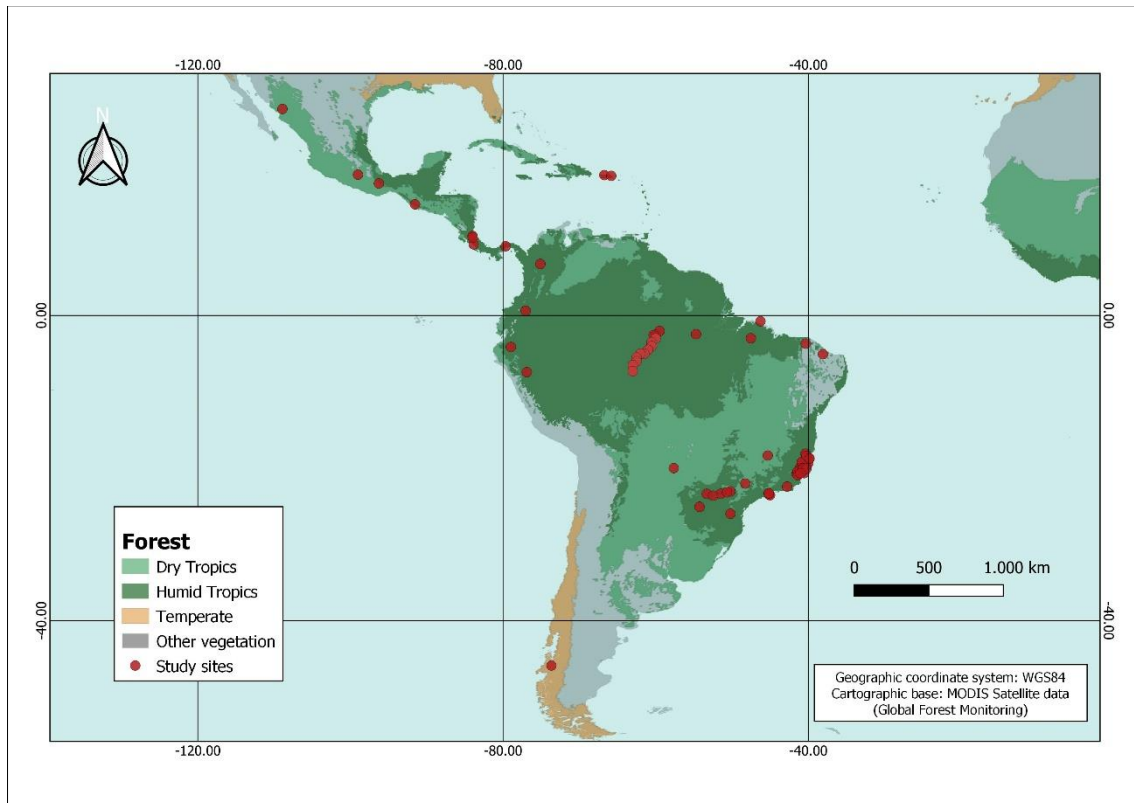 -120.00
-80.00
-40.00
N
0.00
0.00
Forest
Dry Tropics
Humid Tropics
Temperate
Other vegetation
Study sites
0 500 1.000 km
-40.00
-40.00
Geographic coordinate system: WGS84
Cartographic base: MODIS Satellite data
(Global Forest Monitoring)
-120.00
-80.00
-40.00